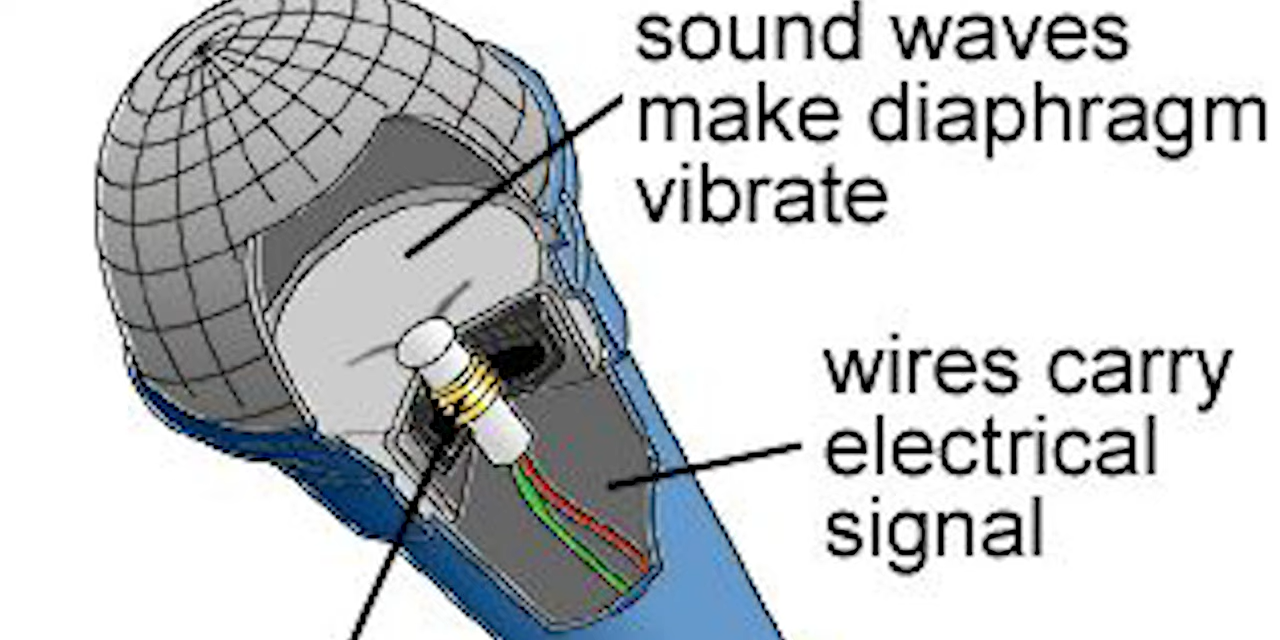 sound waves
make diaphragm
vibrate
wires carry
electrical
signal